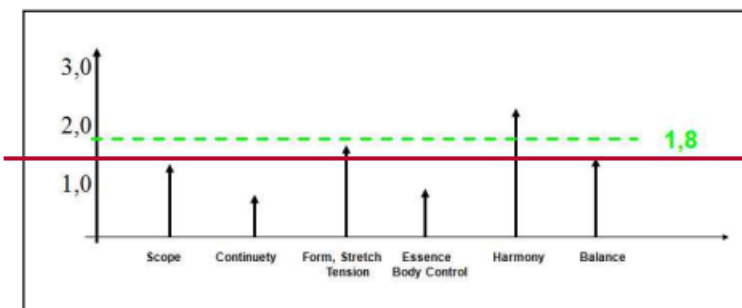 3,0
2,0
1,8
1,0
Scope
Continuety
Form, Stretch
Tension
Essence
Body Control
Harmony
Balance